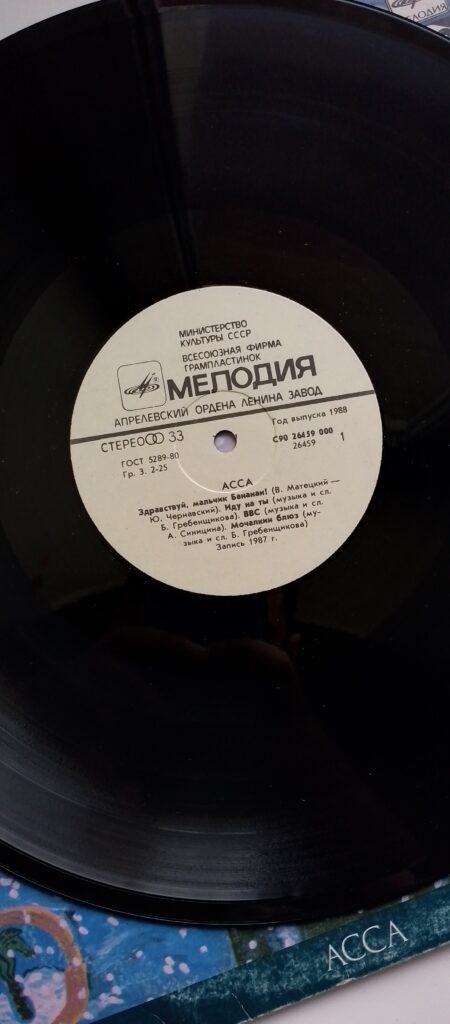 МЕЛОДИЯ
МИНИСТЕРСТВО
КУЛЬТУРЫ СССР
ВСЕСОЮЗНАЯ ФИРМА
ГРАМПЛАСТИНОК
МЕЛОДИЯ
АПРЕЛЕВСКИЙ ОРДЕНА ЛЕНИНА ЗАВОД
СТЕРЕО 33
Год выпуска 1988
ГОСТ 5289-80
С90 26459 000
Гр. 3. 2-25
26459
1
АССА
Здравствуй, мальчик Бананан! (В. Матецкий —
Ю. Чернавский). Иду на ты (музыка и сл.
Б. Гребенщикова). ВВС (музыка и сл.
А. Синицина). Мочалкин блюз (му-
зыка и сл. Б. Гребенщикова)
Запись 1987 г.
АССА